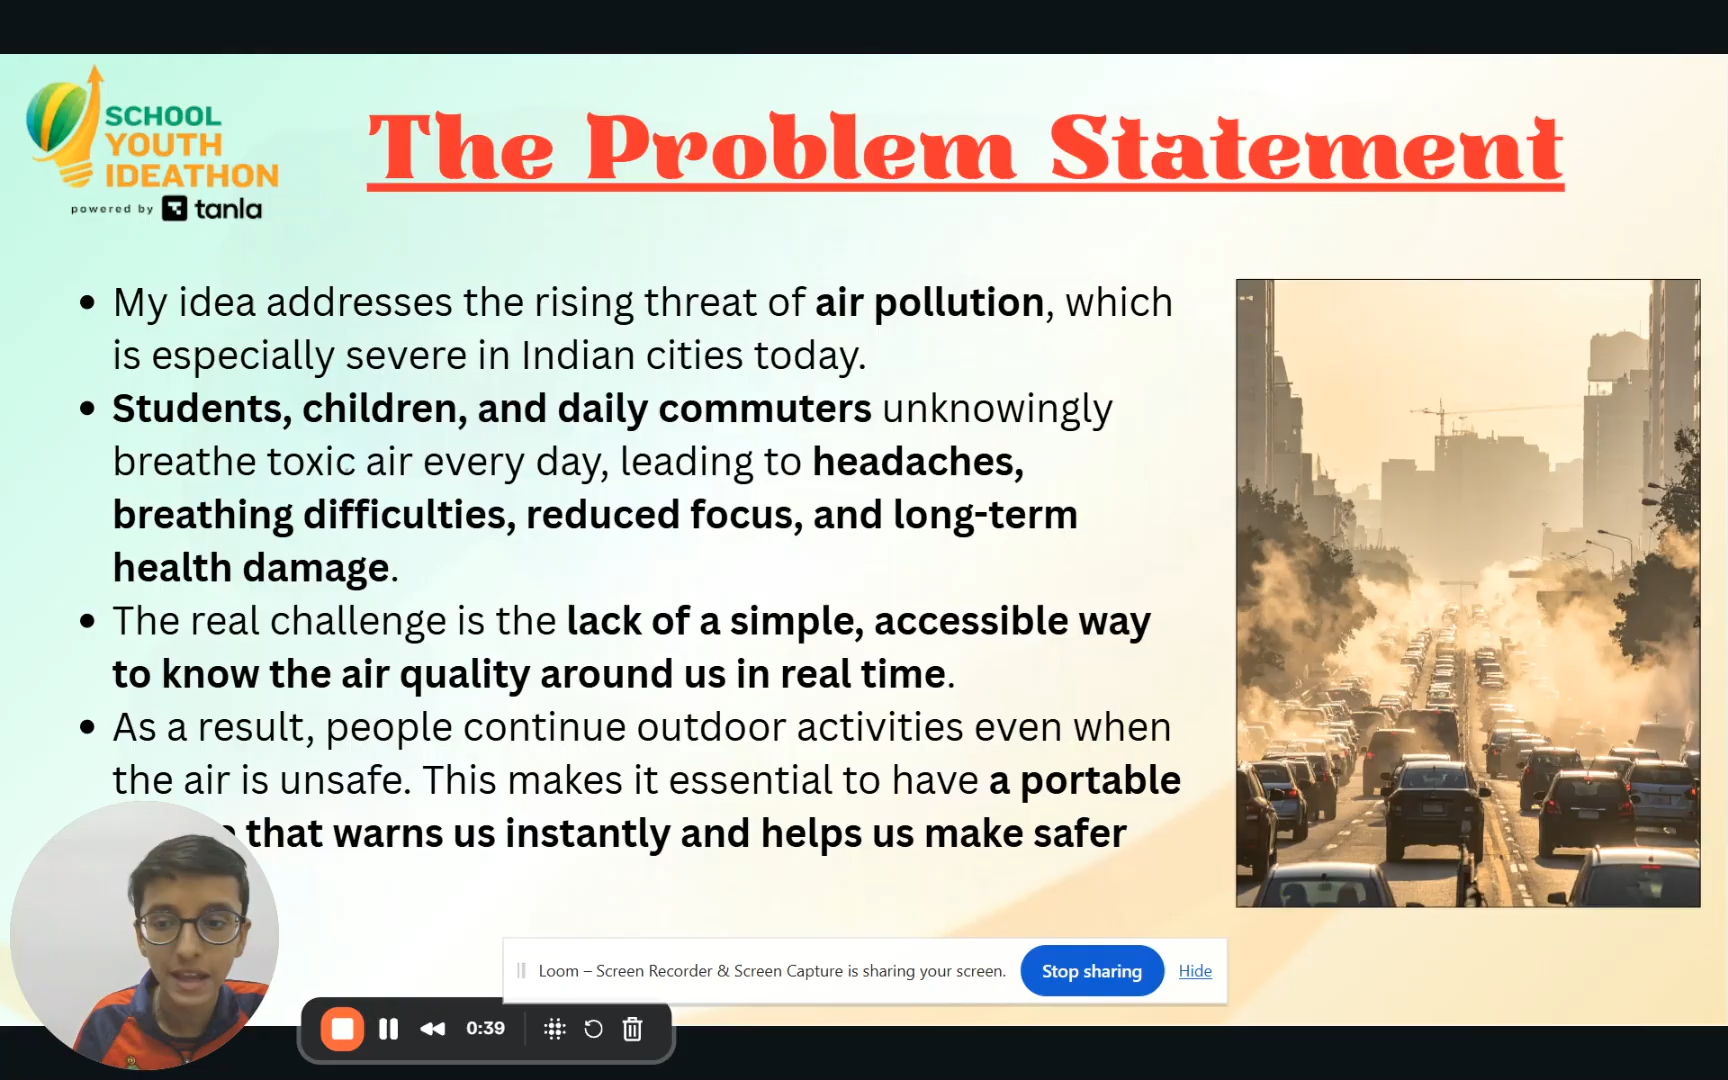 SCHOOL
YOUTH
IDEATHON
powered by tanla
The Problem Statement
• My idea addresses the rising threat of air pollution, which
is especially severe in Indian cities today.
• Students, children, and daily commuters unknowingly
breathe toxic air every day, leading to headaches,
breathing difficulties, reduced focus, and long-term
health damage.
• The real challenge is the lack of a simple, accessible way
to know the air quality around us in real time.
• As a result, people continue outdoor activities even when
the air is unsafe. This makes it essential to have a portable
that warns us instantly and helps us make safer
Loom – Screen Recorder & Screen Capture is sharing your screen.
Stop sharing
Hide
0:39